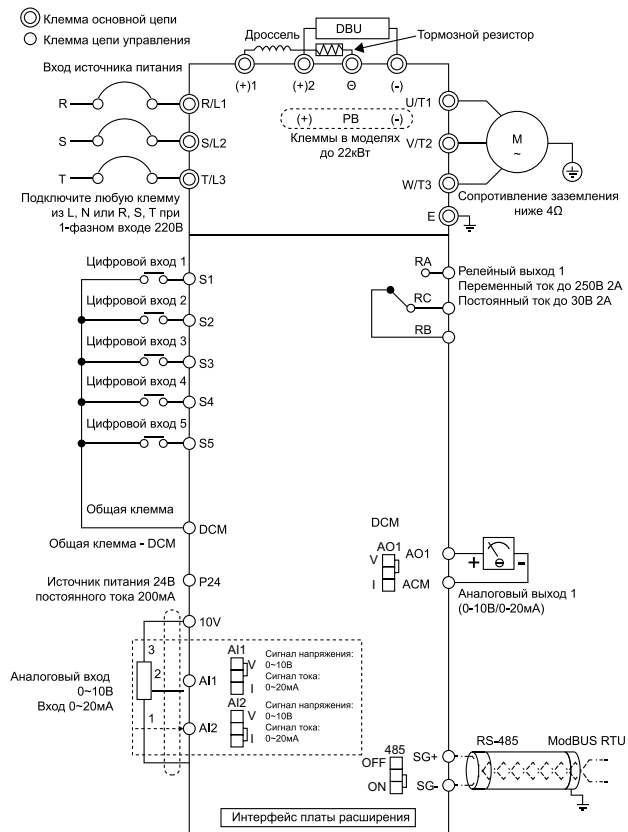 Клемма основной цепи
Клемма цепи управления
Дроссель
DBU
Тормозной резистор
Вход источника питания
(+)1
(+)2
Θ
(-)
R
R/L1
S
S/L2
T
T/L3
(+) PB (-)
Клеммы в моделях
до 22кВт
U/T1
V/T2
W/T3
E
M
~
Подключите любую клемму
из L, N или R, S, T при
1-фазном входе 220В
Сопротивление заземления
ниже 4Ω
Цифровой вход 1
S1
Цифровой вход 2
S2
Цифровой вход 3
S3
Цифровой вход 4
S4
Цифровой вход 5
S5
RA
RC
RB
Релейный выход 1
Переменный ток до 250В 2А
Постоянный ток до 30В 2А
Общая клемма
DCM
Общая клемма - DCM
DCM
AO1
V
I
AO1
ACM
+
-
Аналоговый выход 1
(0-10В/0-20мА)
Источник питания 24В
постоянного тока 200мА
P24
10V
3
2
1
Аналоговый вход
0~10В
Вход 0~20мА
AI1
AI2
AI1
V
I
Сигнал напряжения:
0~10В
Сигнал тока:
0~20мА
AI2
V
I
Сигнал напряжения:
0~10В
Сигнал тока:
0~20мА
485
OFF
ON
SG+
SG-
RS-485
ModBUS RTU
Интерфейс платы расширения